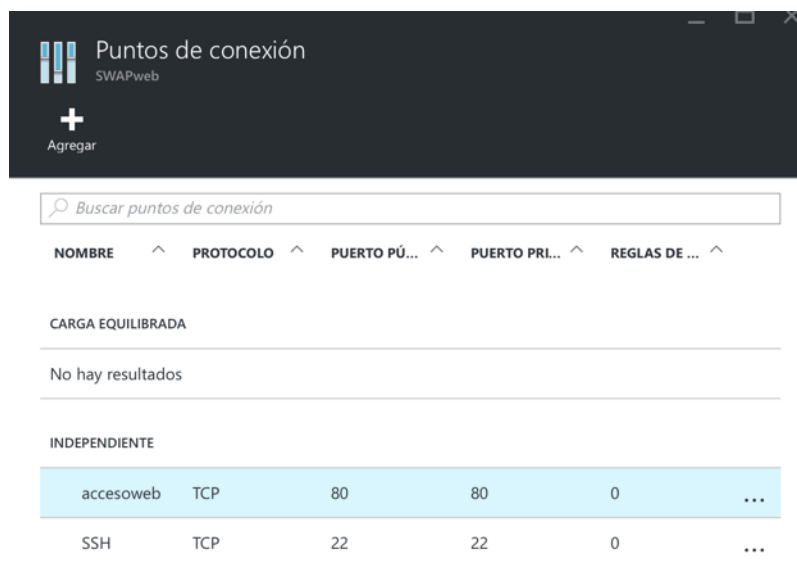 Puntos de conexión
SWAPweb
Agregar
Buscar puntos de conexión
NOMBRE PROTOCOLO PUERTO PÚ... PUERTO PRI... REGLAS DE ...
CARGA EQUILIBRADA
No hay resultados
INDEPENDIENTE
accesoweb TCP 80 80 0 ...
SSH TCP 22 22 0 ...